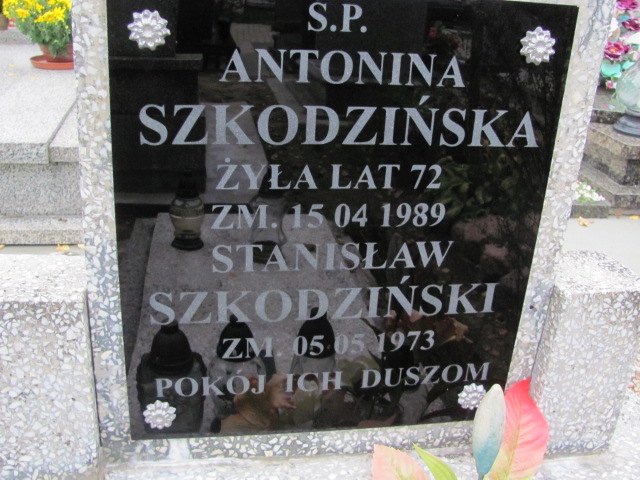 S.P.
ANTONINA
SZKODZIŃSKA
ŻYŁA LAT 72
ZM. 15 04 1989
STANISŁAW
SZKODZIŃSKI
ZM. 05 05 1973
POKÓJ ICH DUSZOM